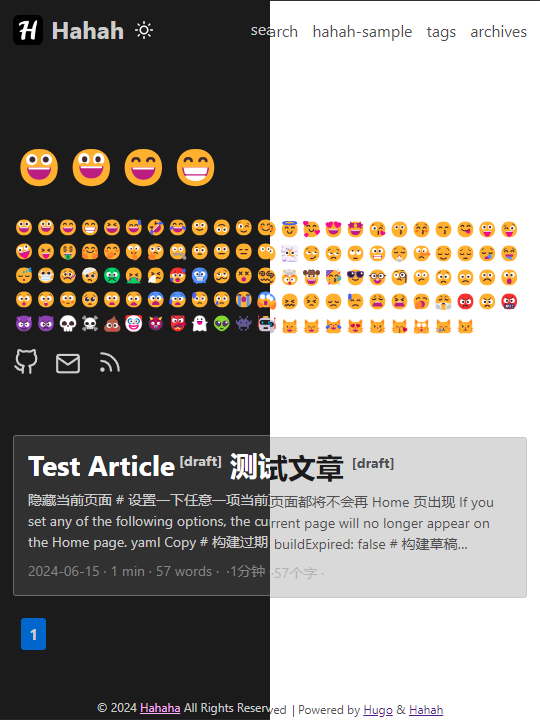 H Hahah
search hahah-sample tags archives
Test Article [draft] 测试文章 [draft]
隐藏当前页面 # 设置一下任意一项当前页面都将不会再 Home 页出现 If you
set any of the following options, the current page will no longer appear on
the Home page. yaml Copy # 构建过期 buildExpired: false # 构建草稿...
2024-06-15 · 1 min · 57 words · ·1分钟 ·57个字 ·
1
© 2024 Hahaha All Rights Reserved | Powered by Hugo & Hahah